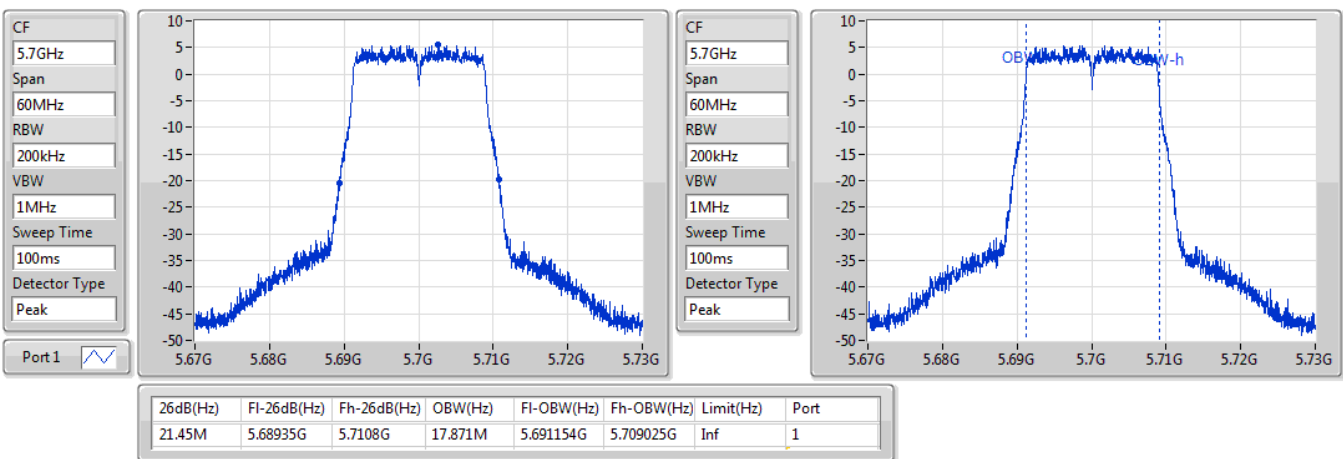 CF
5.7GHz
Span
60MHz
RBW
200kHz
VBW
1MHz
Sweep Time
100ms
Detector Type
Peak
Port 1
10
5
0
-5
-10
-15
-20
-25
-30
-35
-40
-45
-50
5.67G 5.68G 5.69G 5.7G 5.71G 5.72G 5.73G
CF
5.7GHz
Span
60MHz
RBW
200kHz
VBW
1MHz
Sweep Time
100ms
Detector Type
Peak
10
5
0
-5
-10
-15
-20
-25
-30
-35
-40
-45
-50
5.67G 5.68G 5.69G 5.7G 5.71G 5.72G 5.73G
26dB(Hz) Fl-26dB(Hz) Fh-26dB(Hz) OBW(Hz) Fl-OBW(Hz) Fh-OBW(Hz) Limit(Hz) Port
21.45M 5.68935G 5.7108G 17.871M 5.691154G 5.709025G Inf 1